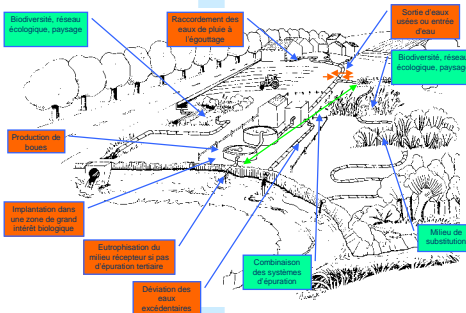 Biodiversité, réseau
écologique, paysage
Raccordement des
eaux de pluie à
l'égouttage
Sortie d'eaux
usées ou entrée
d'eau
Biodiversité, réseau
écologique, paysage
Production de
boues
Implantation dans
une zone de grand
intérêt biologique
Eutrophisation du
milieu récepteur si pas
d'épuration tertiaire
Déviation des
eaux
excédentaires
Combinaison
des systèmes
d'épuration
Milieu de
substitution